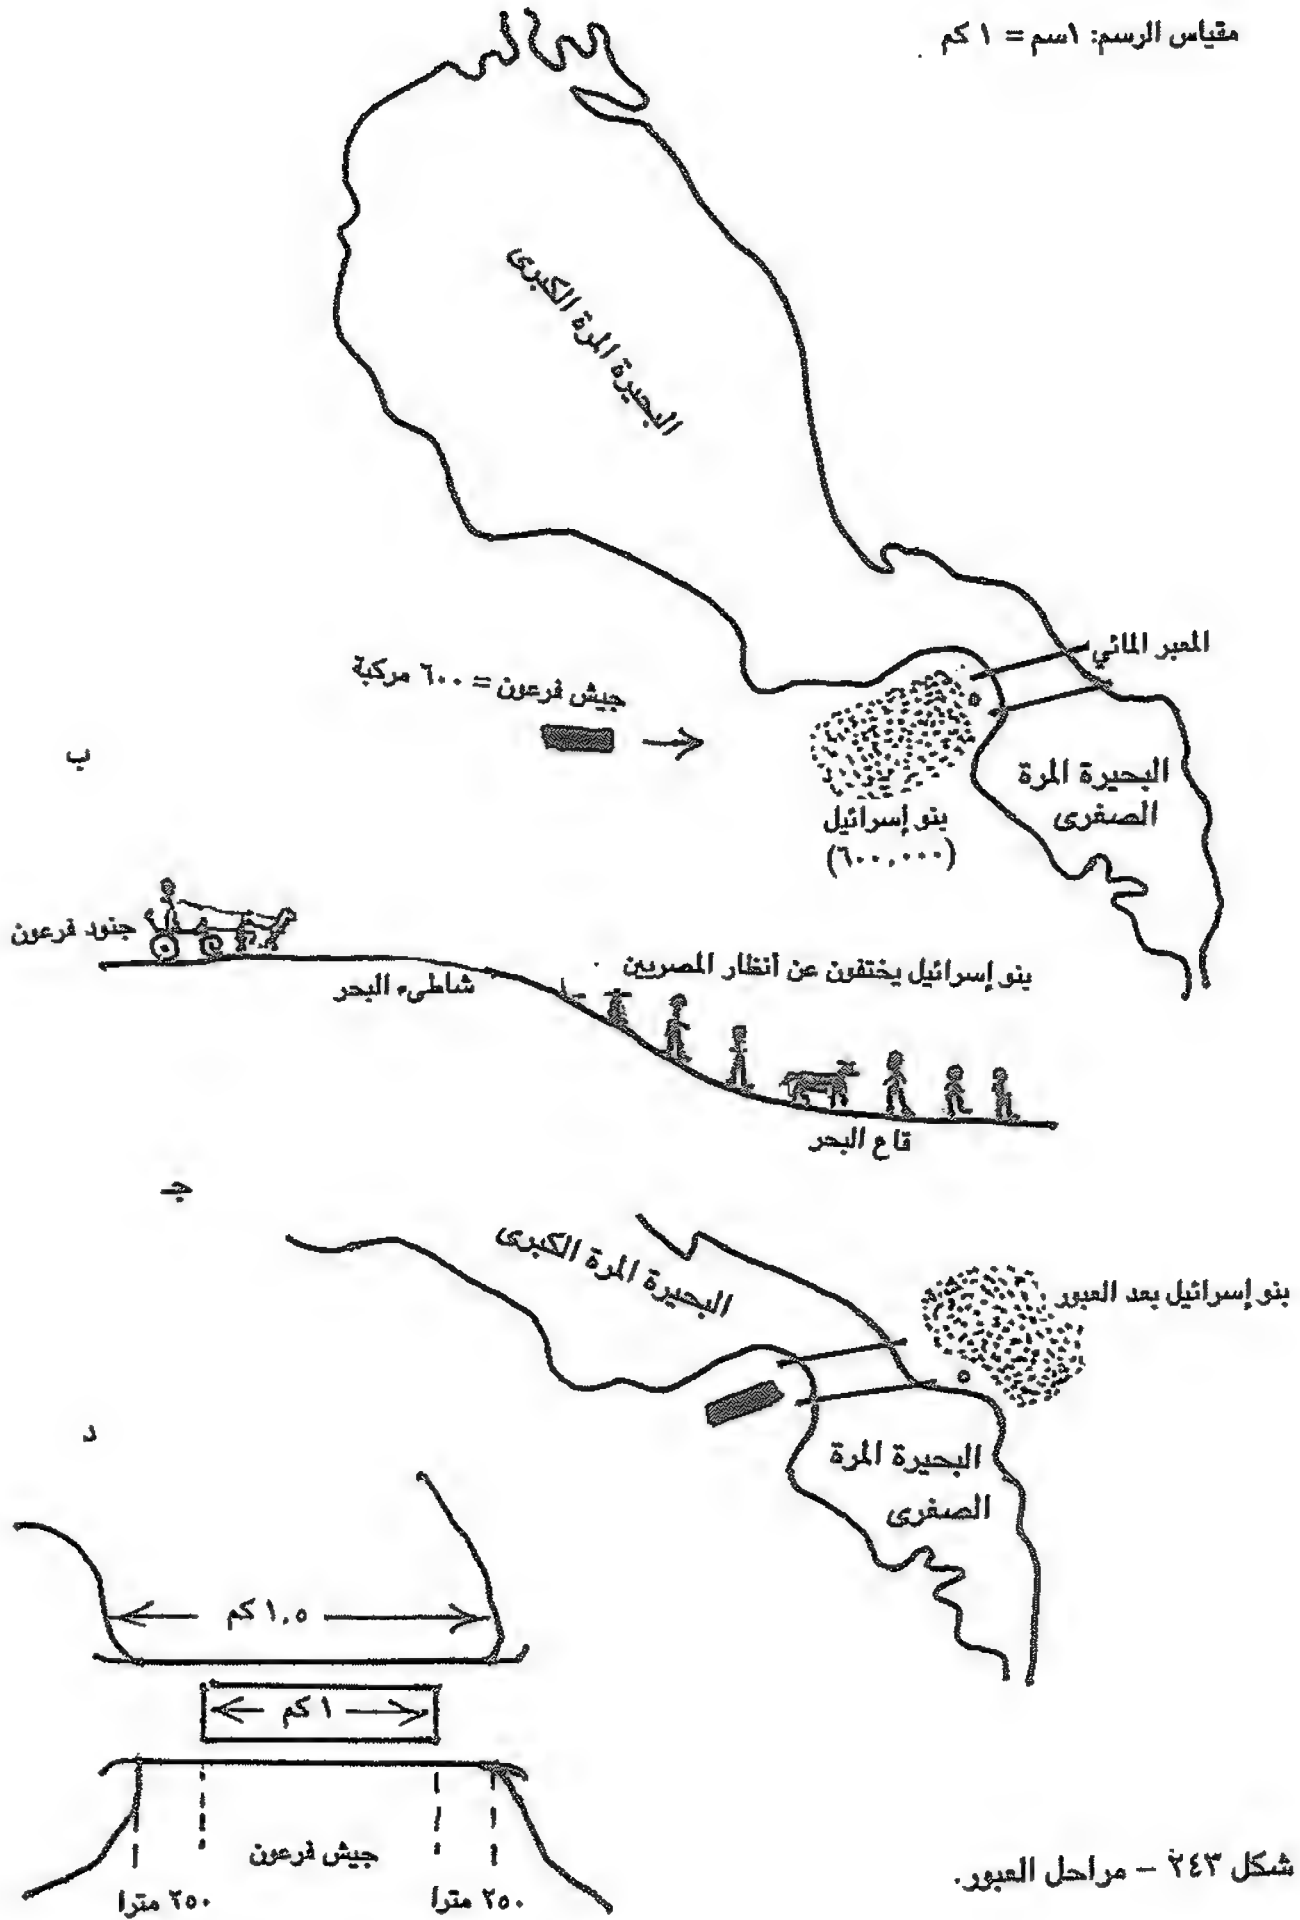 مقياس الرسم: ١سم = ١ كم
البحيرة المرة الكبرى
المعبر المائي
جيش فرعون = ٦٠٠ مركبة
البحيرة المرة
الصغرى
بنو إسرائيل
(٦٠٠,٠٠٠)
ب
جنود فرعون
شاطىء البحر
بنو إسرائيل يختفون عن أنظار المصريين
قاع البحر
جـ
البحيرة المرة الكبرى
بنو إسرائيل بعد العبور
البحيرة المرة
الصغرى
د
١,٥ كم
١ كم
جيش فرعون
٢٥٠ مترا
٢٥٠ مترا
شكل ٢٤٣ – مراحل العبور.